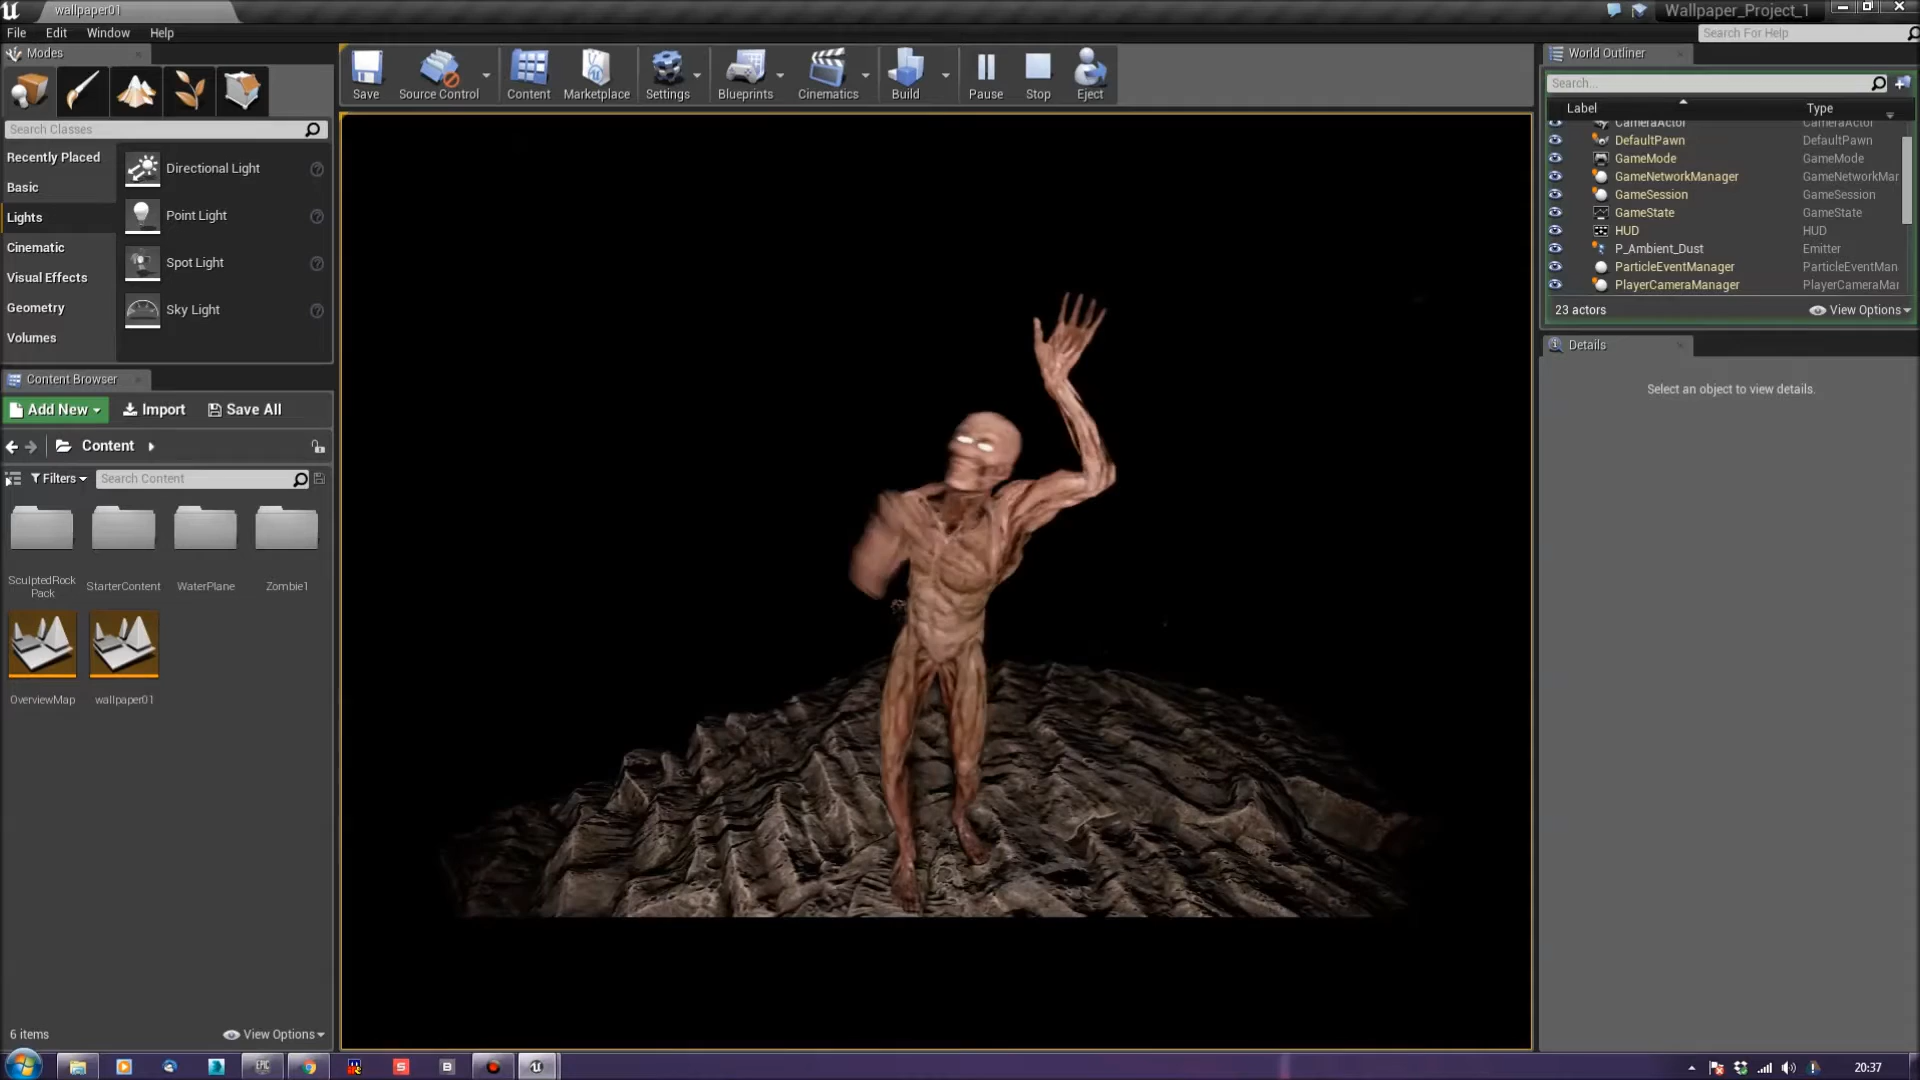 wallpaper01
Wallpaper_Project_1
File Edit Window Help
Search For Help
Modes
Save
Source Control
Content
Marketplace
Settings
Blueprints
Cinematics
Build
Pause
Stop
Eject
Search Classes
Recently Placed
Basic
Lights
Cinematic
Visual Effects
Geometry
Volumes
Directional Light
Point Light
Spot Light
Sky Light
Content Browser
Add New
Import
Save All
Content
Filters
Search Content
SculptedRock
Pack
StarterContent
WaterPlane
Zombie1
OverviewMap
wallpaper01
6 items
View Options
World Outliner
Search...
Label Type
CameraActor CameraActor
DefaultPawn DefaultPawn
GameMode GameMode
GameNetworkManager GameNetworkMar
GameSession GameSession
GameState GameState
HUD HUD
P_Ambient_Dust Emitter
ParticleEventManager ParticleEventMan
PlayerCameraManager PlayerCameraMar
23 actors
View Options
Details
Select an object to view details.
EPIC
S
B
20:37